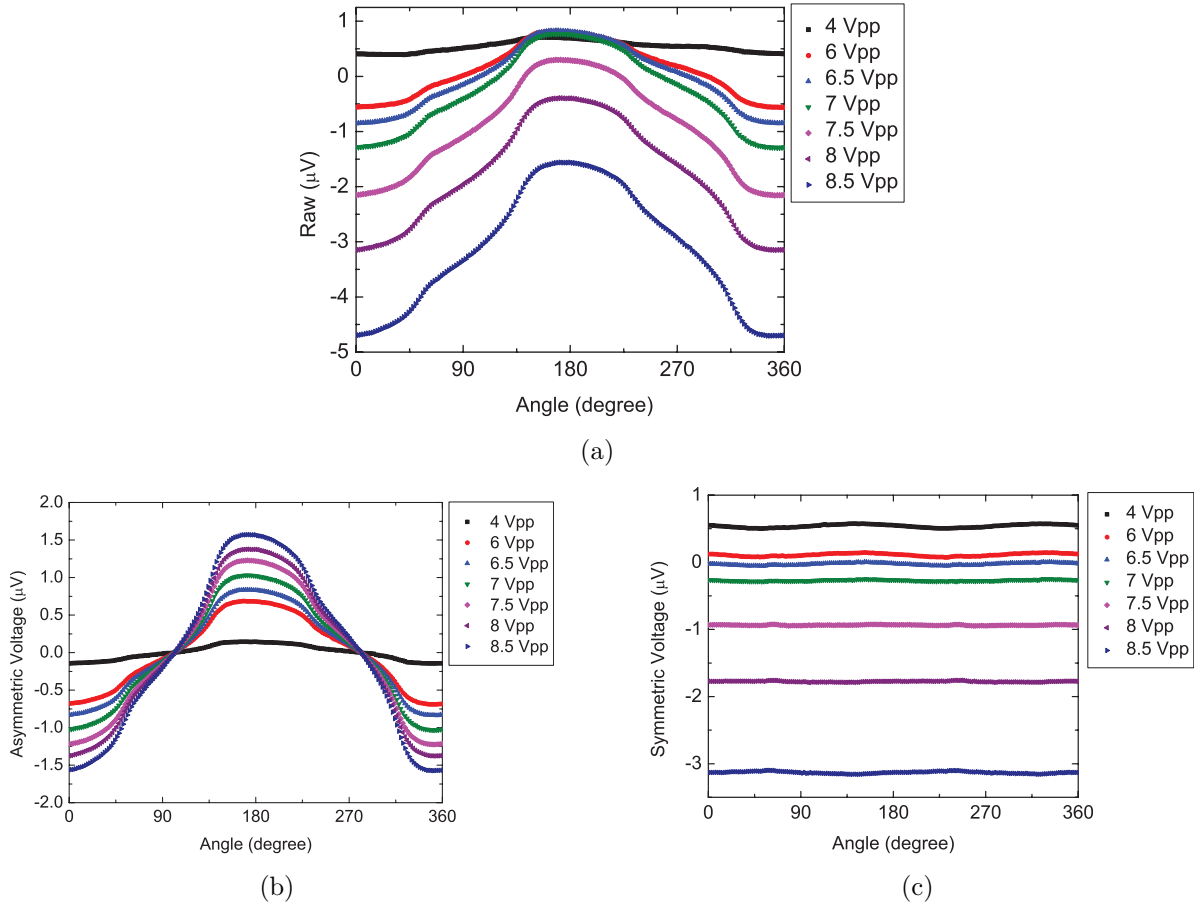 1
0
-1
-2
-3
-4
-5
Raw (μV)
0 90 180 270 360
Angle (degree)
4 Vpp
6 Vpp
6.5 Vpp
7 Vpp
7.5 Vpp
8 Vpp
8.5 Vpp
(a)
2.0
1.5
1.0
0.5
0.0
-0.5
-1.0
-1.5
-2.0
Asymmetric Voltage (μV)
0 90 180 270 360
Angle (degree)
4 Vpp
6 Vpp
6.5 Vpp
7 Vpp
7.5 Vpp
8 Vpp
8.5 Vpp
(b)
1
0
-1
-2
-3
Symmetric Voltage (μV)
0 90 180 270 360
Angle (degree)
4 Vpp
6 Vpp
6.5 Vpp
7 Vpp
7.5 Vpp
8 Vpp
8.5 Vpp
(c)